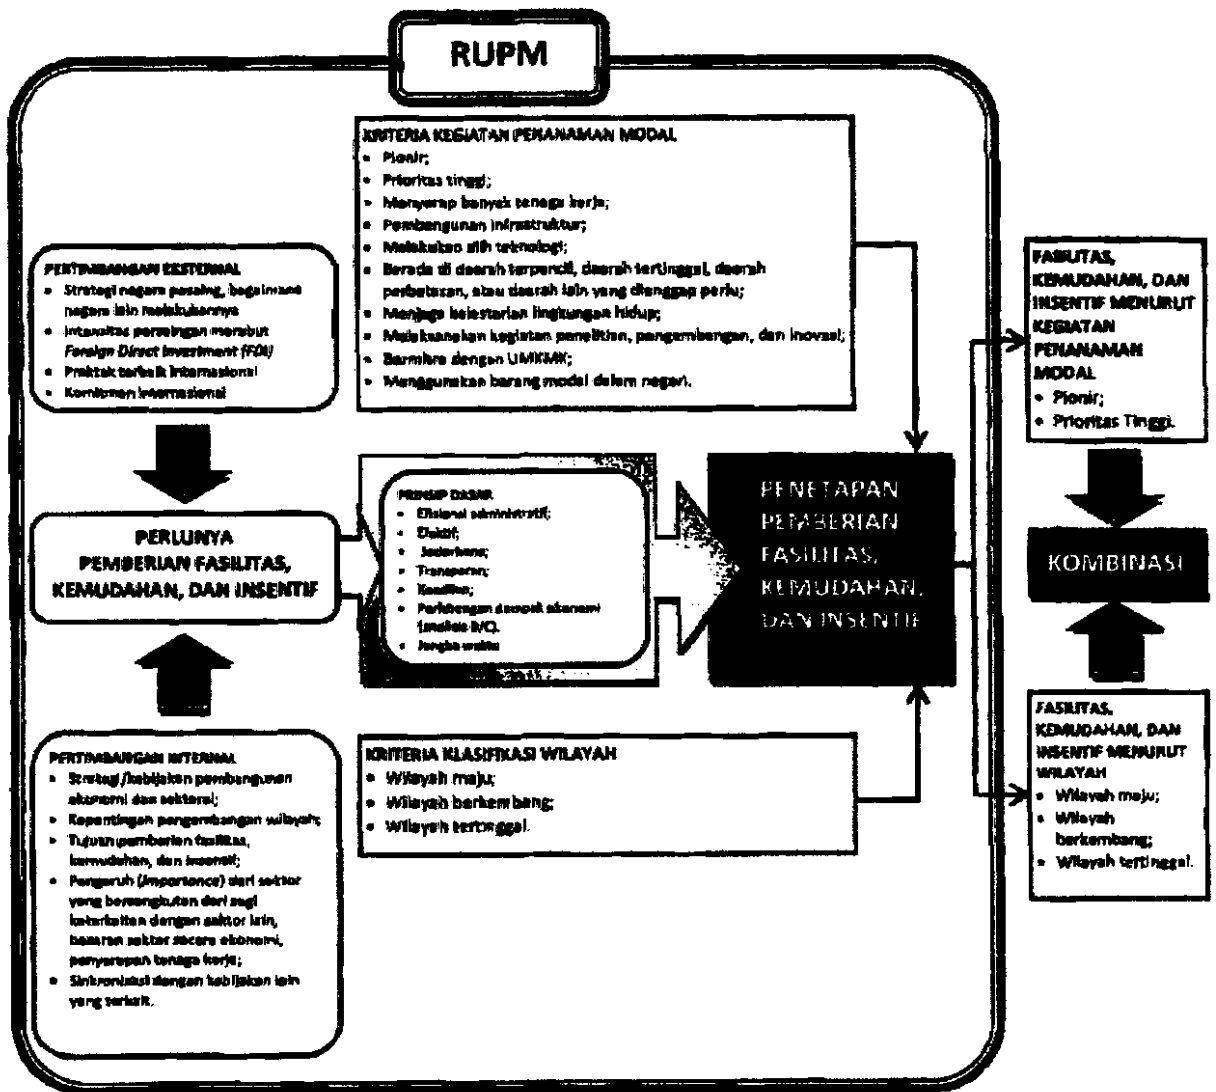 RUPM
KRITERIA KEGIATAN PENANAMAN MODAL
• Pionir;
• Prioritas tinggi;
• Menyerap banyak tenaga kerja;
• Pembangunan infrastruktur;
• Melakukan alih teknologi;
• Berada di daerah terpencil, daerah tertinggal, daerah
perbatasan, atau daerah lain yang dianggap perlu;
• Menjaga kelestarian lingkungan hidup;
• Melaksanakan kegiatan penelitian, pengembangan, dan inovasi;
• Bermitra dengan UMKMK;
• Menggunakan barang modal dalam negeri.
PERTIMBANGAN EKSTERNAL
• Strategi negara pesaing, bagaimana
negara lain melakukannya
• Intensitas persaingan merebut
Foreign Direct Investment (FDI)
• Praktek terbaik internasional
• Komitmen internasional
PERLUNYA
PEMBERIAN FASILITAS,
KEMUDAHAN, DAN INSENTIF
PRINSIP DASAR
• Efisiensi administratif;
• Efektif;
• Sederhana;
• Transparan;
• Keadilan;
• Perhitungan dampak ekonomi
(analisis B/C).
• Jangka waktu
PENETAPAN
PEMBERIAN
FASILITAS,
KEMUDAHAN,
DAN INSENTIF
PERTIMBANGAN INTERNAL
• Strategi/kebijakan pembangunan
ekonomi dan sektoral;
• Kepentingan pengembangan wilayah;
• Tujuan pemberian fasilitas,
kemudahan, dan insentif;
• Pengaruh (importance) dari sektor
yang bersangkutan dari segi
keterkaitan dengan sektor lain,
besaran sektor secara ekonomi,
penyerapan tenaga kerja;
• Sinkronisasi dengan kebijakan lain
yang terkait.
KRITERIA KLASIFIKASI WILAYAH
• Wilayah maju;
• Wilayah berkembang;
• Wilayah tertinggal.
FASILITAS,
KEMUDAHAN, DAN
INSENTIF MENURUT
KEGIATAN
PENANAMAN
MODAL
• Pionir;
• Prioritas Tinggi.
KOMBINASI
FASILITAS,
KEMUDAHAN, DAN
INSENTIF MENURUT
WILAYAH
• Wilayah maju;
• Wilayah
berkembang;
• Wilayah tertinggal.